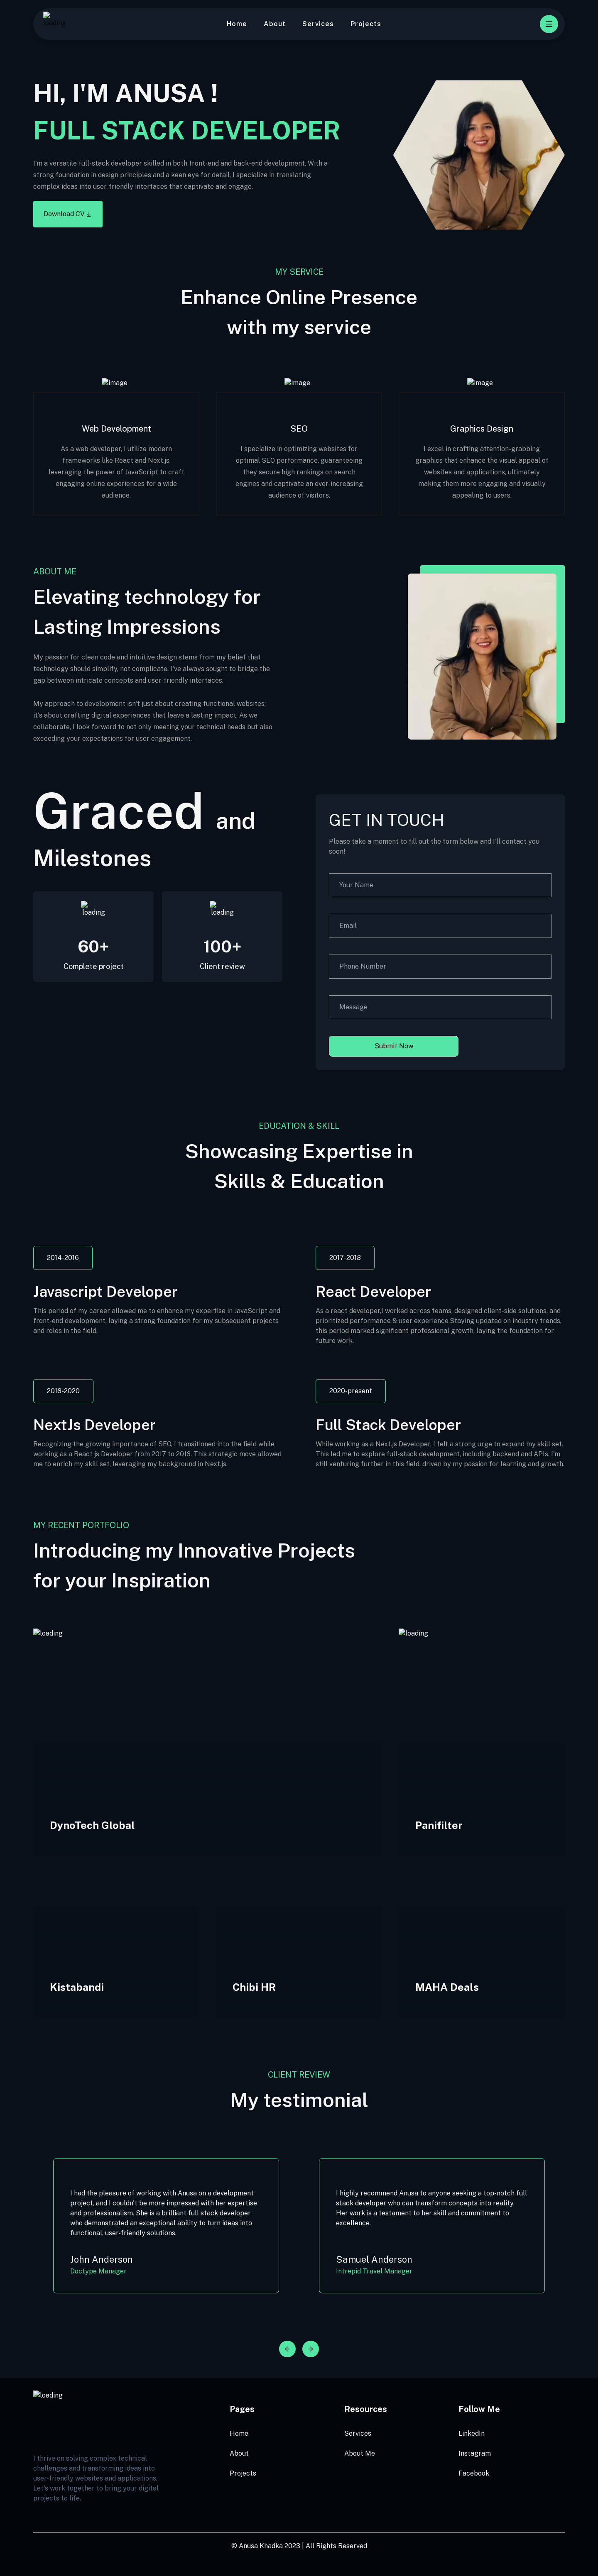 loading
Home About Services Projects
HI, I'M ANUSA !
FULL STACK DEVELOPER
I'm a versatile full-stack developer skilled in both front-end and back-end development. With a
strong foundation in design principles and a keen eye for detail, I specialize in translating
complex ideas into user-friendly interfaces that captivate and engage.
Download CV
MY SERVICE
Enhance Online Presence
with my service
image
Web Development
As a web developer, I utilize modern
frameworks like React and Next.js,
leveraging the power of JavaScript to craft
engaging online experiences for a wide
audience.
image
SEO
I specialize in optimizing websites for
optimal SEO performance, guaranteeing
they secure high rankings on search
engines and captivate an ever-increasing
audience of visitors.
image
Graphics Design
I excel in crafting attention-grabbing
graphics that enhance the visual appeal of
websites and applications, ultimately
making them more engaging and visually
appealing to users.
ABOUT ME
Elevating technology for
Lasting Impressions
My passion for clean code and intuitive design stems from my belief that
technology should simplify, not complicate. I've always sought to bridge the
gap between intricate concepts and user-friendly interfaces.
My approach to development isn't just about creating functional websites;
it's about crafting digital experiences that leave a lasting impact. As we
collaborate, I look forward to not only meeting your technical needs but also
exceeding your expectations for user engagement.
Graced and
Milestones
loading
60+
Complete project
loading
100+
Client review
GET IN TOUCH
Please take a moment to fill out the form below and I'll contact you
soon!
Your Name
Email
Phone Number
Message
Submit Now
EDUCATION & SKILL
Showcasing Expertise in
Skills & Education
2014-2016
Javascript Developer
This period of my career allowed me to enhance my expertise in JavaScript and
front-end development, laying a strong foundation for my subsequent projects
and roles in the field.
2017-2018
React Developer
As a react developer,I worked across teams, designed client-side solutions, and
prioritized performance & user experience.Staying updated on industry trends,
this period marked significant professional growth, laying the foundation for
future work.
2018-2020
NextJs Developer
Recognizing the growing importance of SEO, I transitioned into the field while
working as a React js Developer from 2017 to 2018. This strategic move allowed
me to enrich my skill set, leveraging my background in Next.js.
2020-present
Full Stack Developer
While working as a Next.js Developer, I felt a strong urge to expand my skill set.
This led me to explore full-stack development, including backend and APIs. I'm
still venturing further in this field, driven by my passion for learning and growth.
MY RECENT PORTFOLIO
Introducing my Innovative Projects
for your Inspiration
loading
loading
DynoTech Global
Panifilter
Kistabandi
Chibi HR
MAHA Deals
CLIENT REVIEW
My testimonial
I had the pleasure of working with Anusa on a development
project, and I couldn't be more impressed with her expertise
and professionalism. She is a brilliant full stack developer
who demonstrated an exceptional ability to turn ideas into
functional, user-friendly solutions.
John Anderson
Doctype Manager
I highly recommend Anusa to anyone seeking a top-notch full
stack developer who can transform concepts into reality.
Her work is a testament to her skill and commitment to
excellence.
Samuel Anderson
Intrepid Travel Manager
loading
I thrive on solving complex technical
challenges and transforming ideas into
user-friendly websites and applications.
Let's work together to bring your digital
projects to life.
Pages
Home
About
Projects
Resources
Services
About Me
Follow Me
LinkedIn
Instagram
Facebook
© Anusa Khadka 2023 | All Rights Reserved